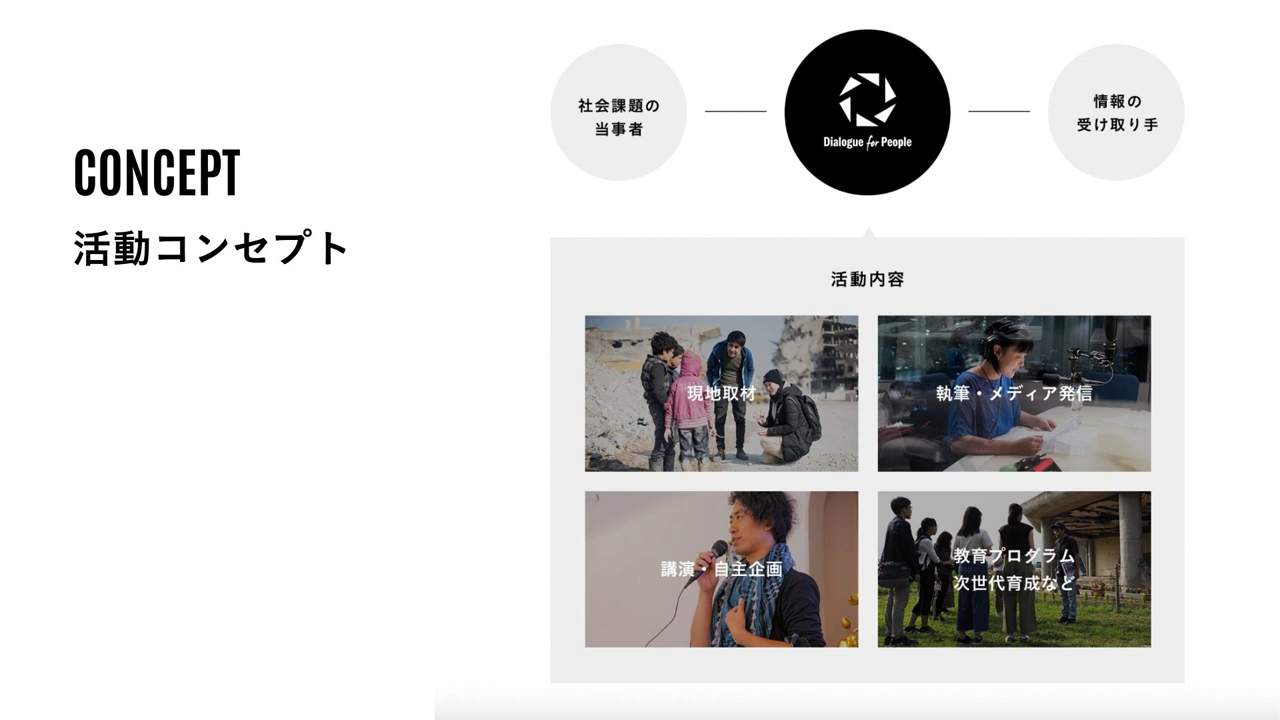 CONCEPT
活動コンセプト
社会課題の
当事者
Dialogue for People
情報の
受け取り手
活動内容
現地取材
執筆・メディア発信
講演・自主企画
教育プログラム
次世代育成など